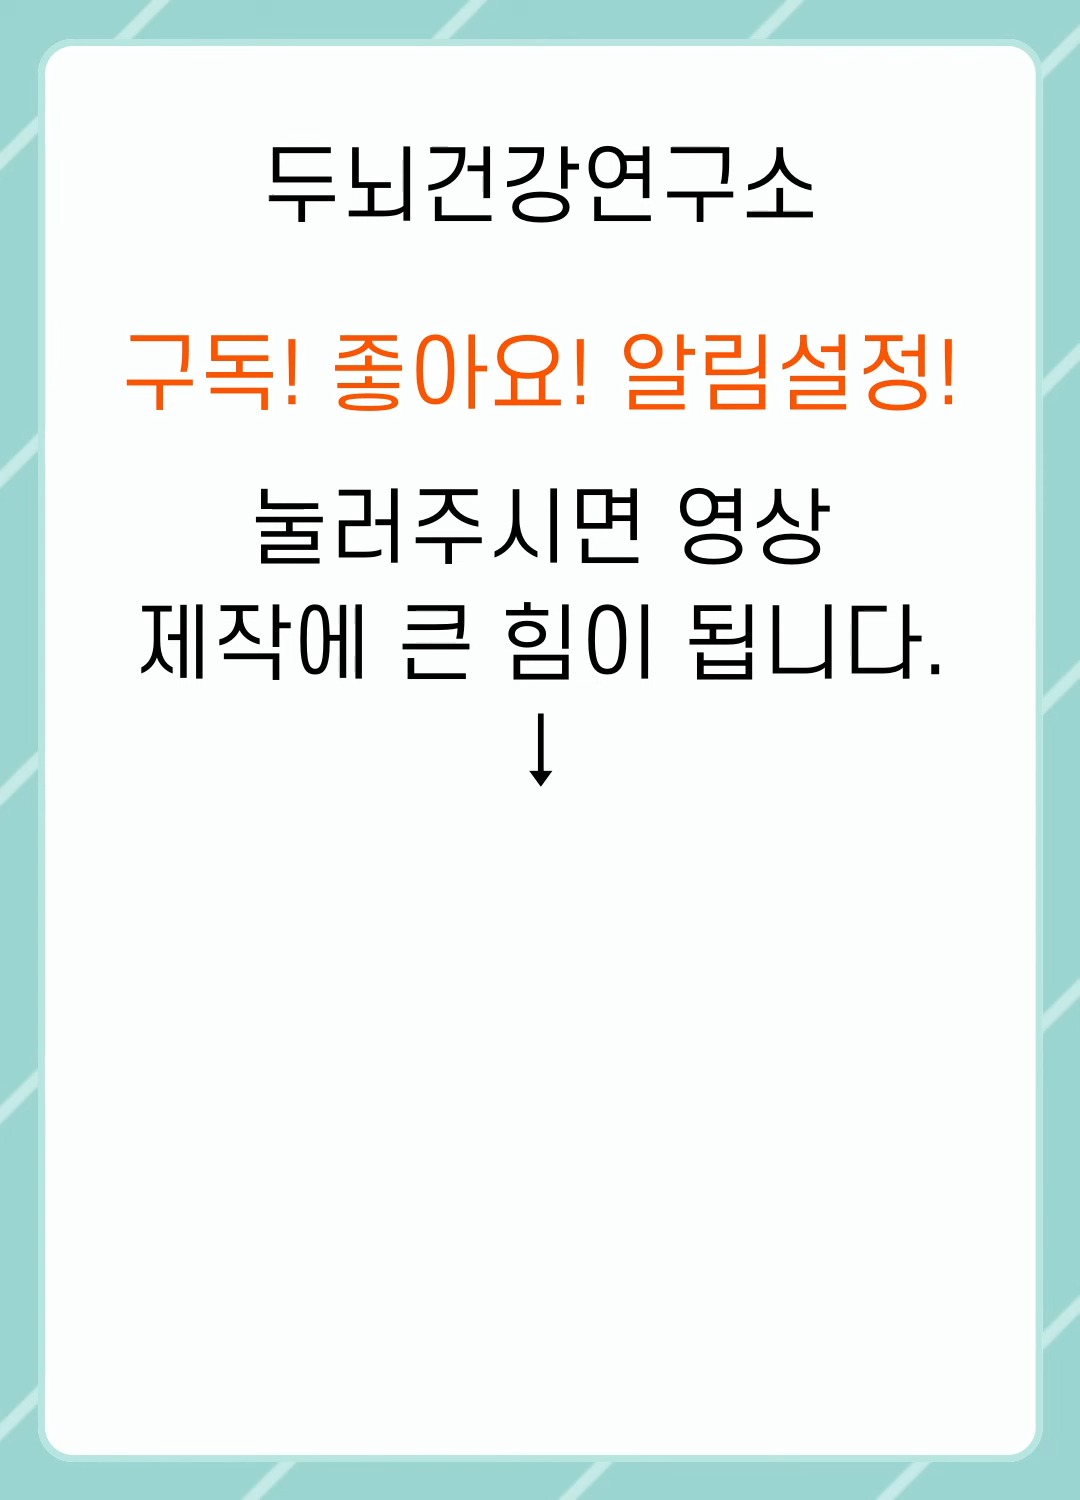 두뇌건강연구소
구독! 좋아요! 알림설정!
눌러주시면 영상
제작에 큰 힘이 됩니다.
↓